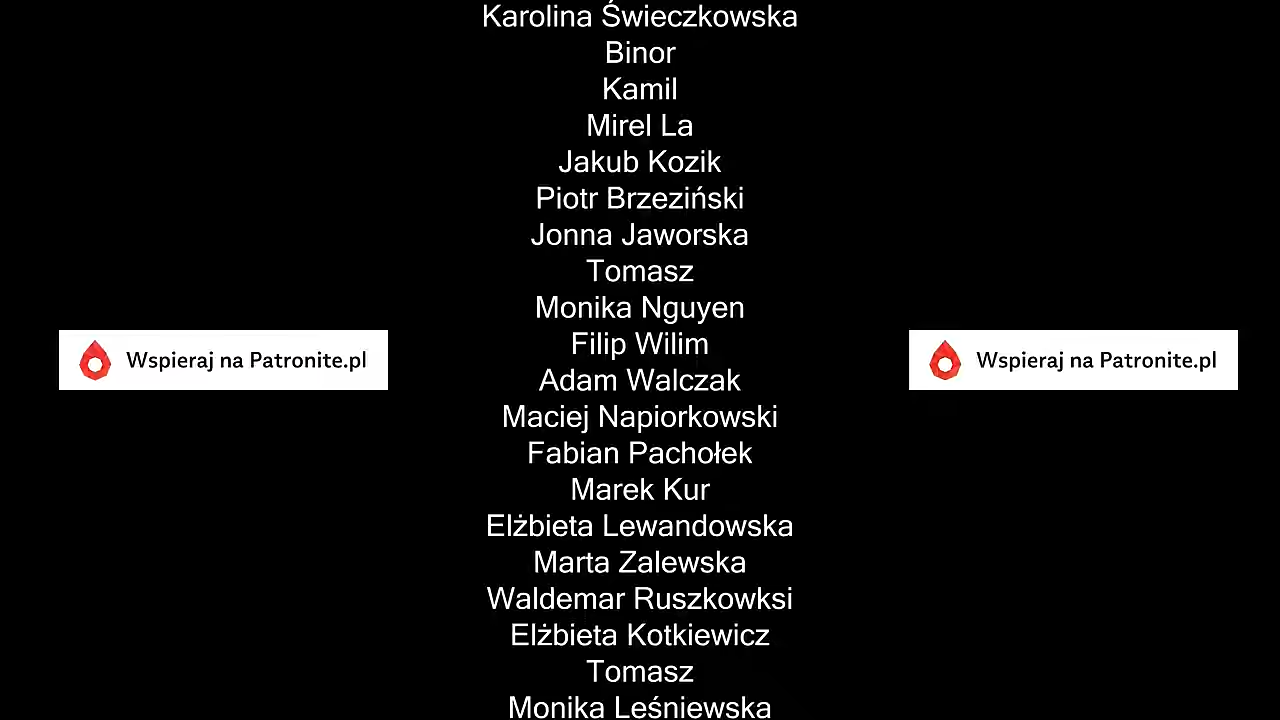 Karolina Świeczkowska
Binor
Kamil
Mirel La
Jakub Kozik
Piotr Brzeziński
Jonna Jaworska
Tomasz
Monika Nguyen
Filip Wilim
Wspieraj na Patronite.pl
Wspieraj na Patronite.pl
Adam Walczak
Maciej Napiorkowski
Fabian Pachołek
Marek Kur
Elżbieta Lewandowska
Marta Zalewska
Waldemar Ruszkowksi
Elżbieta Kotkiewicz
Tomasz
Monika Leśniewska